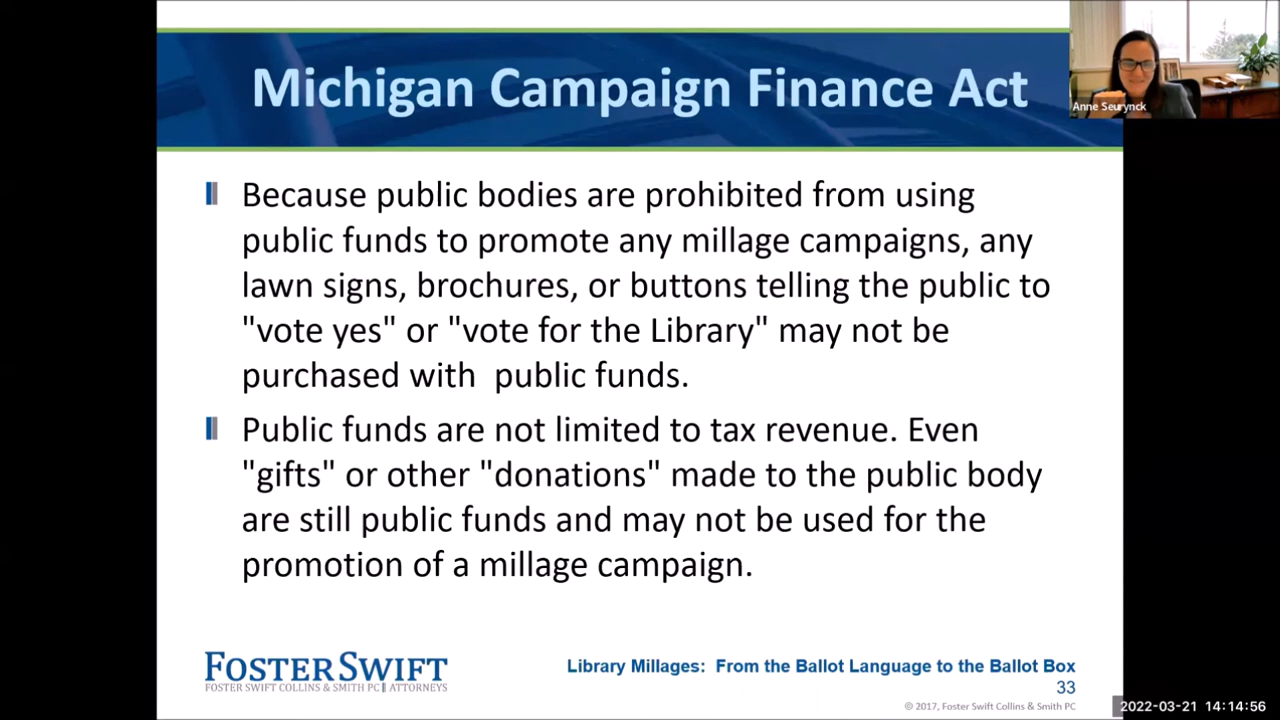 Michigan Campaign Finance Act
Anne Seurynck
Because public bodies are prohibited from using
public funds to promote any millage campaigns, any
lawn signs, brochures, or buttons telling the public to
"vote yes" or "vote for the Library" may not be
purchased with  public funds.
Public funds are not limited to tax revenue. Even
"gifts" or other "donations" made to the public body
are still public funds and may not be used for the
promotion of a millage campaign.
FOSTER SWIFT
FOSTER SWIFT COLLINS & SMITH PC || ATTORNEYS
Library Millages:  From the Ballot Language to the Ballot Box
33
© 2017, Foster Swift Collins & Smith PC
2022-03-21 14:14:56